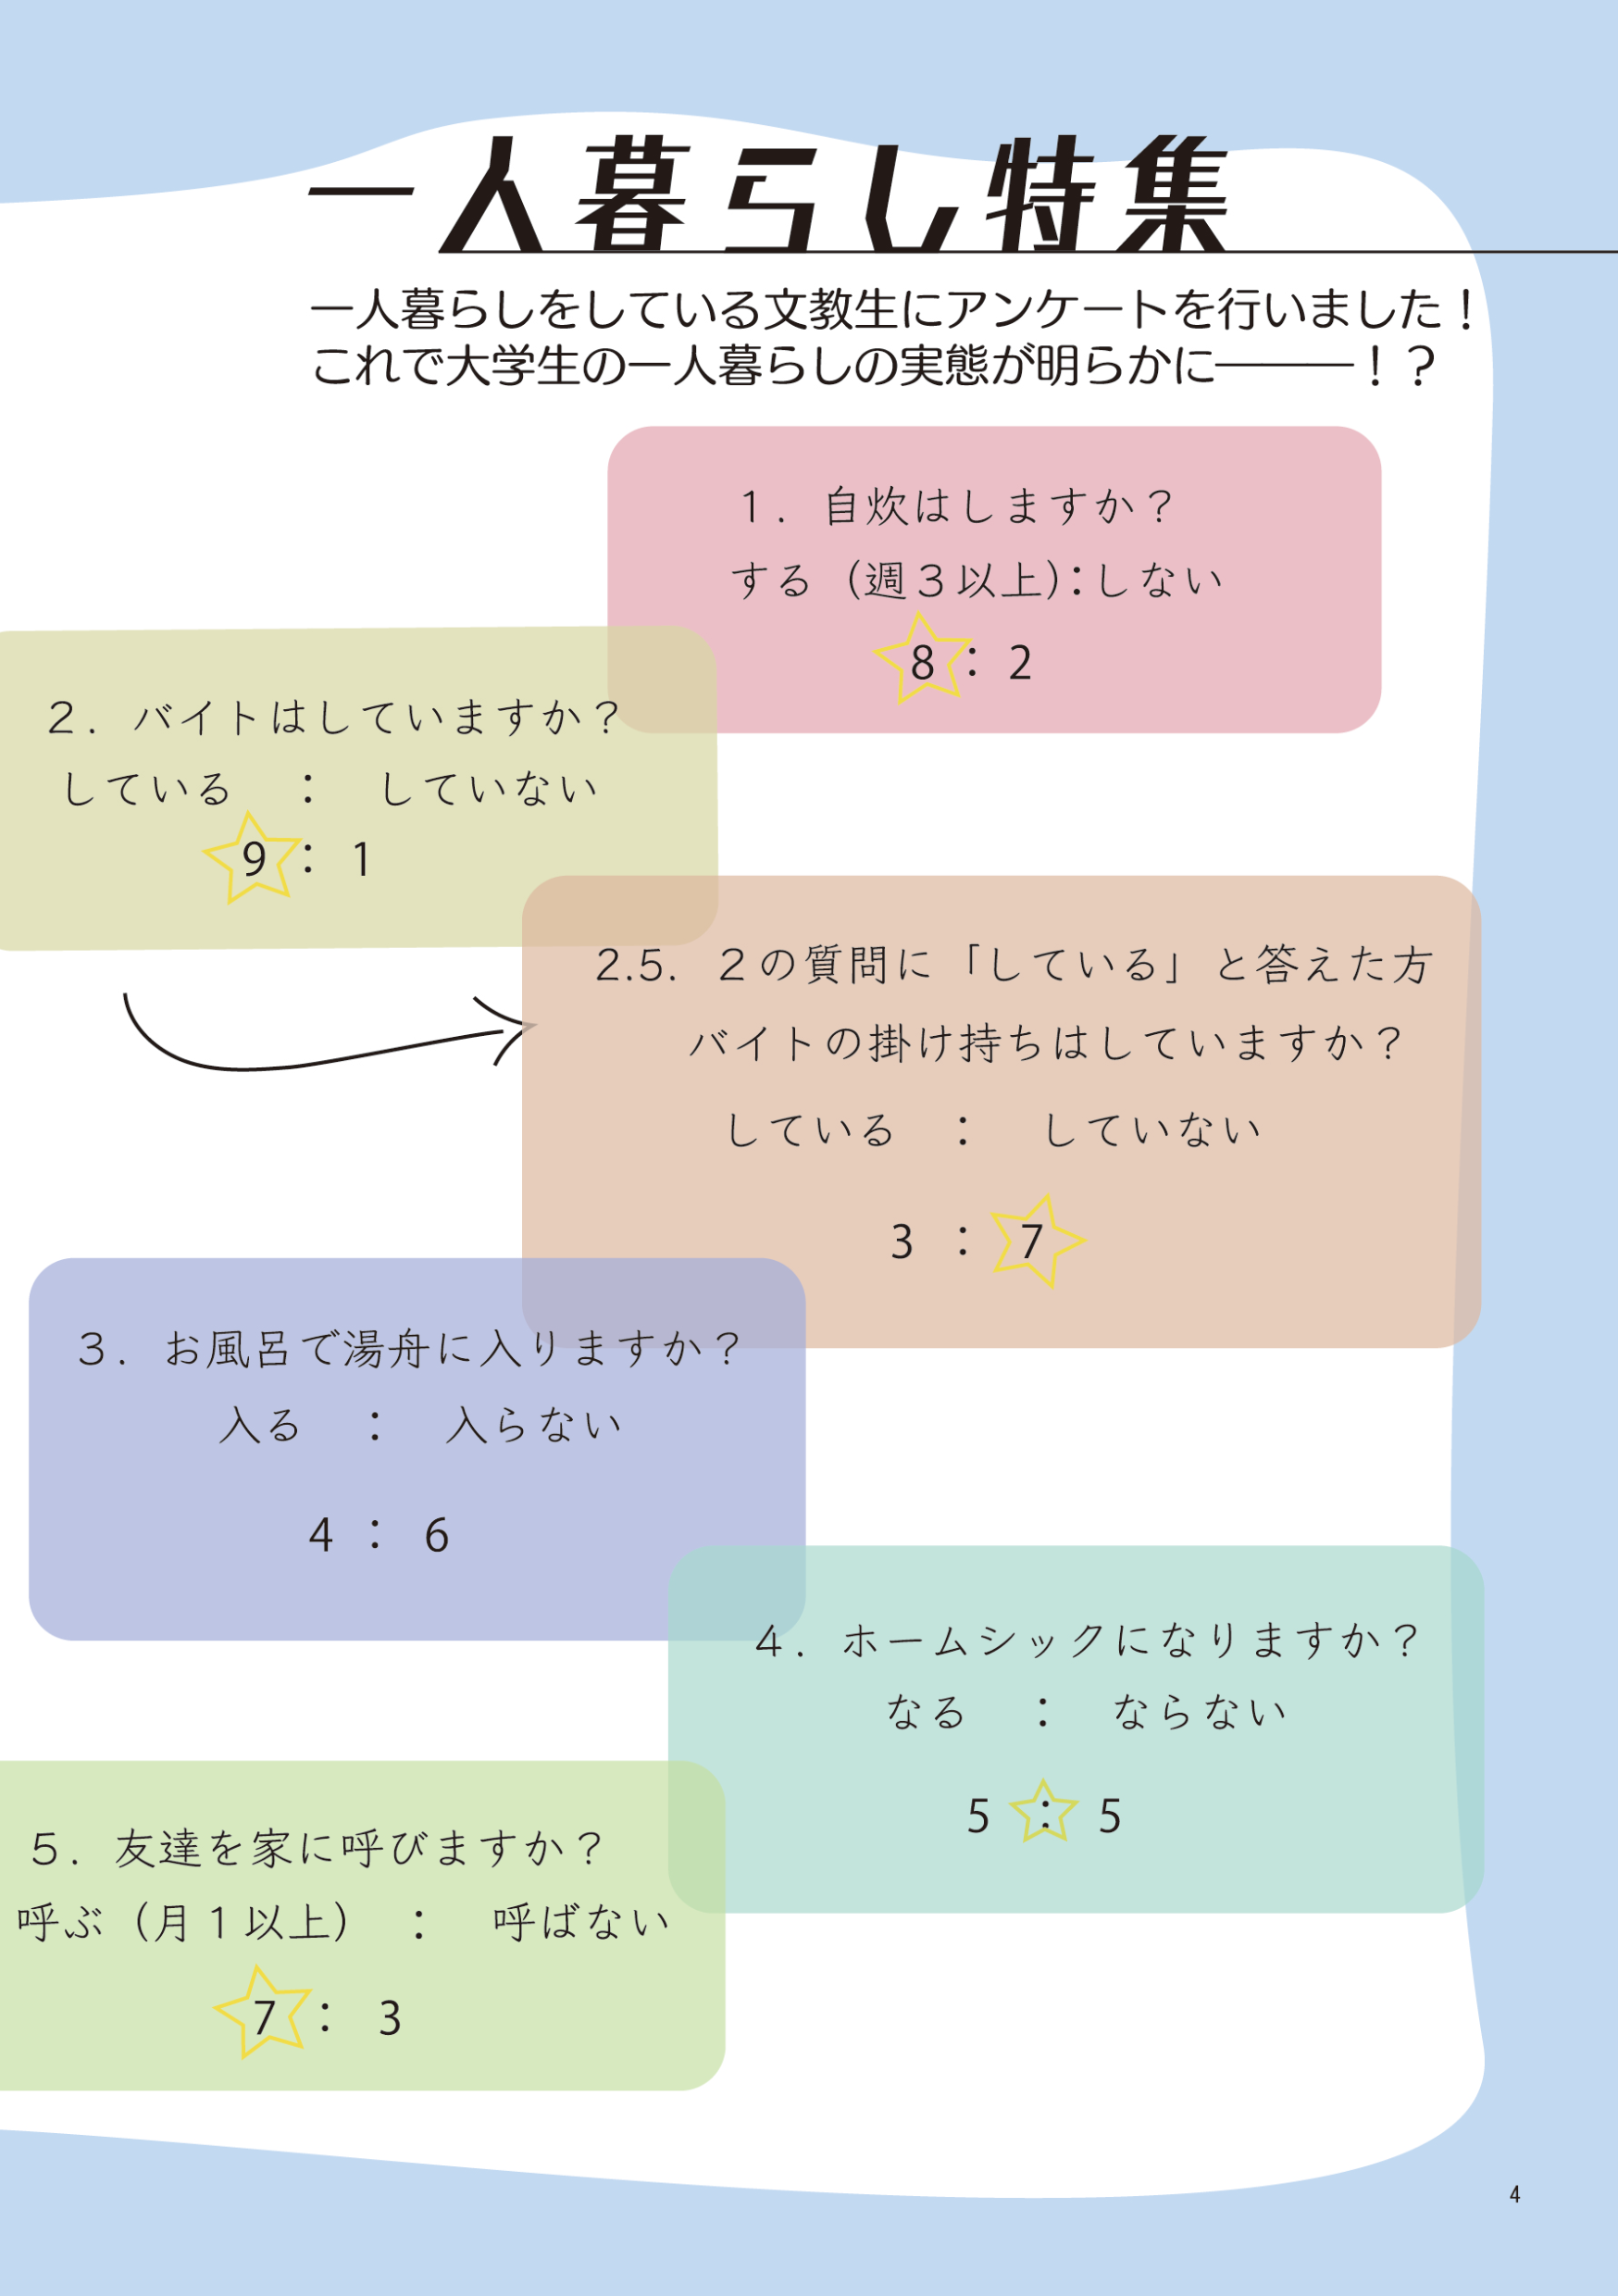 一人暮らし特集
一人暮らしをしている文教生にアンケートを行いました！
これで大学生の一人暮らしの実態が明らかに―――！？
１．自炊はしますか？
する（週３以上）：しない
8 ： 2
２．バイトはしていますか？
している　：　していない
9 ： 1
2.5. ２の質問に「している」と答えた方
バイトの掛け持ちはしていますか？
している　：　していない
3 ： 7
３．お風呂で湯舟に入りますか？
入る　：　入らない
4 ： 6
４．ホームシックになりますか？
なる　：　ならない
5 ： 5
５．友達を家に呼びますか？
呼ぶ（月１以上）　：　呼ばない
7 ： 3
4